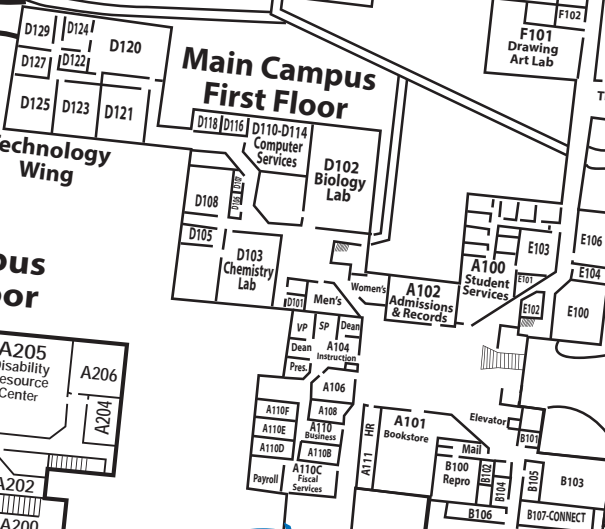 D129
D124
D120
D127
D122
D125
D123
D121
Technology
Wing
Main Campus
First Floor
F102
F101
Drawing
Art Lab
D118
D116
D110-D114
Computer
Services
D102
Biology
Lab
D107
D106
D108
D105
D103
Chemistry
Lab
D101
Men's
Women's
A102
Admissions
& Records
A100
Student
Services
E103
E101
E102
E106
E104
E100
VP
SP
Dean
Dean
A104
Instruction
Pres.
A106
A108
A110F
A110E
A110D
A110
Business
A110B
A110C
Fiscal
Services
Payroll
HR
A111
A101
Bookstore
Elevator
Mail
B100
Repro
B102
B104
B106
B101
B105
B103
B107-CONNECT
pus
oor
A205
isability
esource
Center
A206
A204
A202
A200